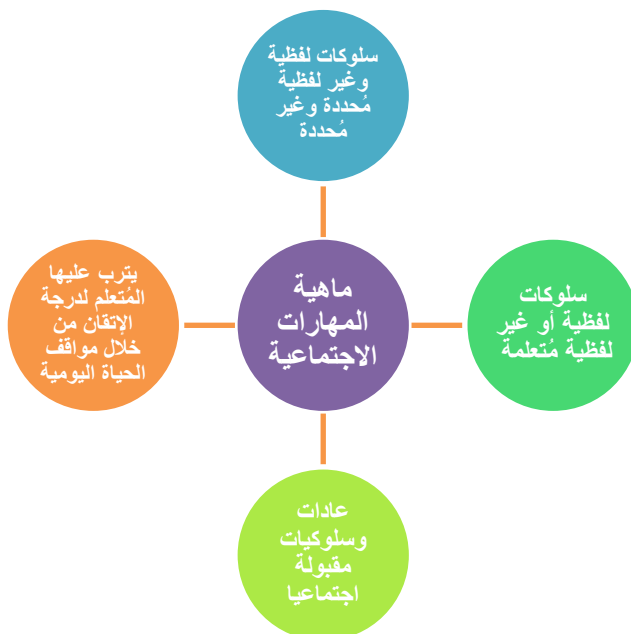 سلوكات لفظية
وغير لفظية
مُحددة وغير
مُحددة
يترب عليها
المُتعلم لدرجة
الإتقان من
خلال مواقف
الحياة اليومية
ماهية
المهارات
الاجتماعية
سلوكات
لفظية أو غير
لفظية مُتعلمة
عادات
وسلوكيات
مقبولة
اجتماعيا